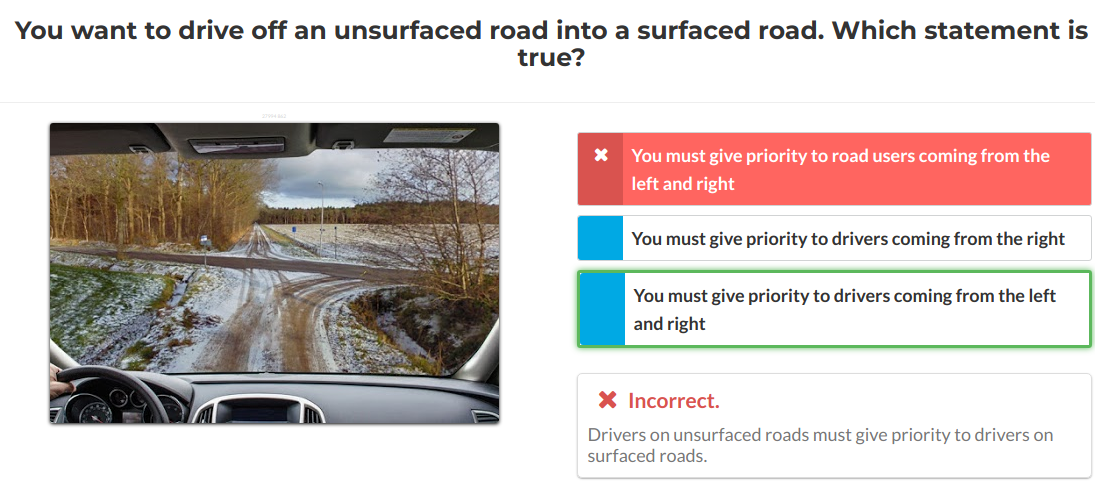 You want to drive off an unsurfaced road into a surfaced road. Which statement is
true?
You must give priority to road users coming from the
left and right
You must give priority to drivers coming from the right
You must give priority to drivers coming from the left
and right
Incorrect.
Drivers on unsurfaced roads must give priority to drivers on
surfaced roads.